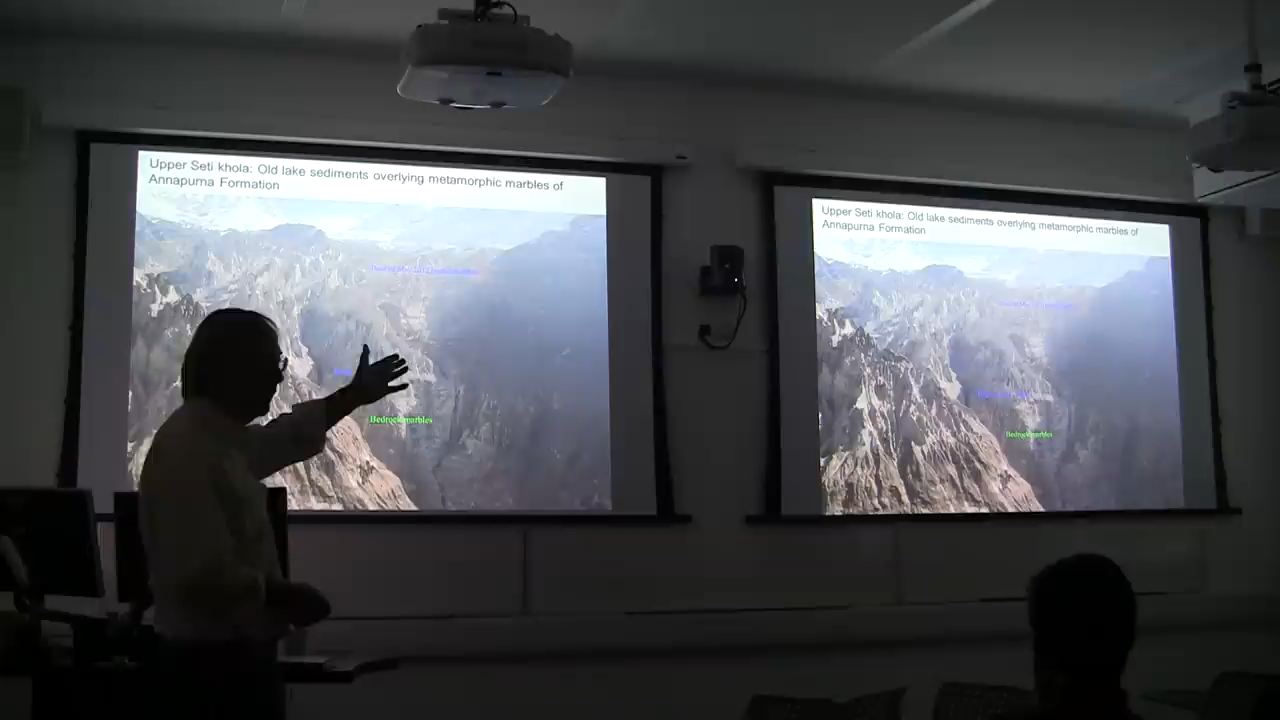 Upper Seti khola: Old lake sediments overlying metamorphic marbles of
Annapurna Formation
Bedrock marbles
Upper Seti khola: Old lake sediments overlying metamorphic marbles of
Annapurna Formation
Bedrock marbles